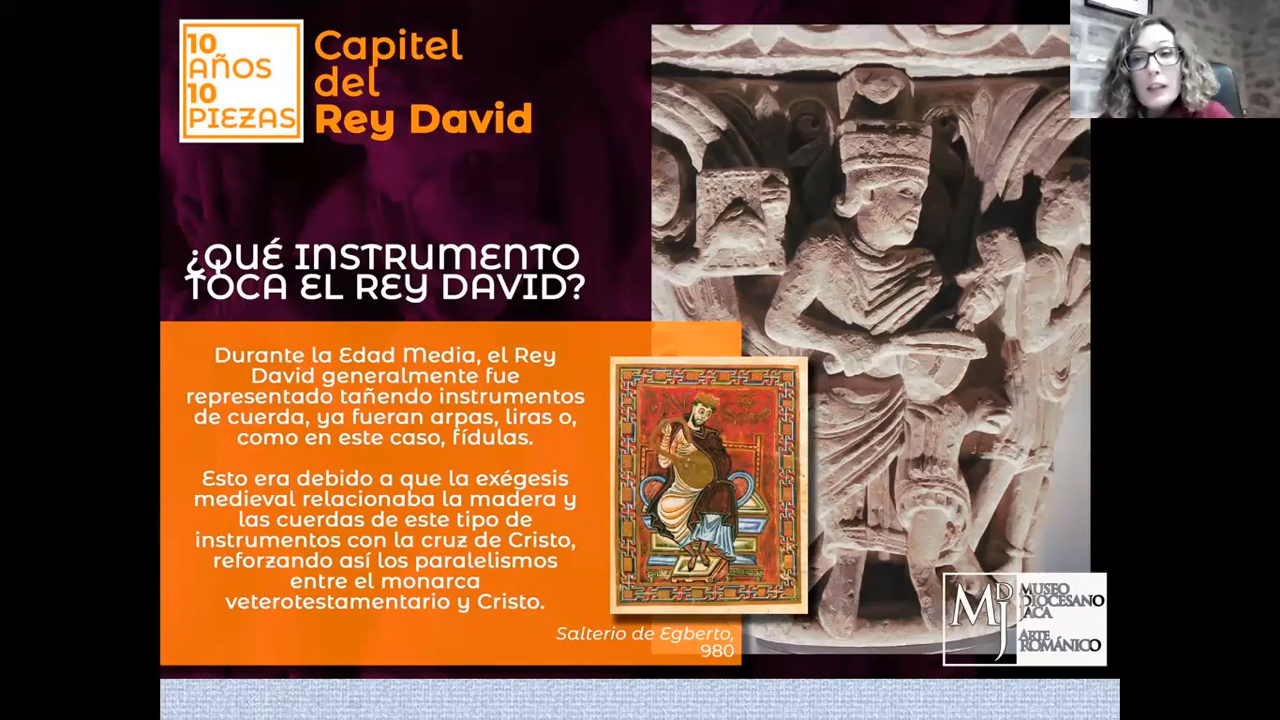 10
AÑOS
10
PIEZAS
Capitel
del
Rey David
¿QUÉ INSTRUMENTO
TOCA EL REY DAVID?
Durante la Edad Media, el Rey
David generalmente fue
representado tañendo instrumentos
de cuerda, ya fueran arpas, liras o,
como en este caso, fídulas.
Esto era debido a que la exégesis
medieval relacionaba la madera y
las cuerdas de este tipo de
instrumentos con la cruz de Cristo,
reforzando así los paralelismos
entre el monarca
veterotestamentario y Cristo.
Salterio de Egberto,
980
MDJ
MUSEO
DIOCESANO
JACA
ARTE
ROMÁNICO